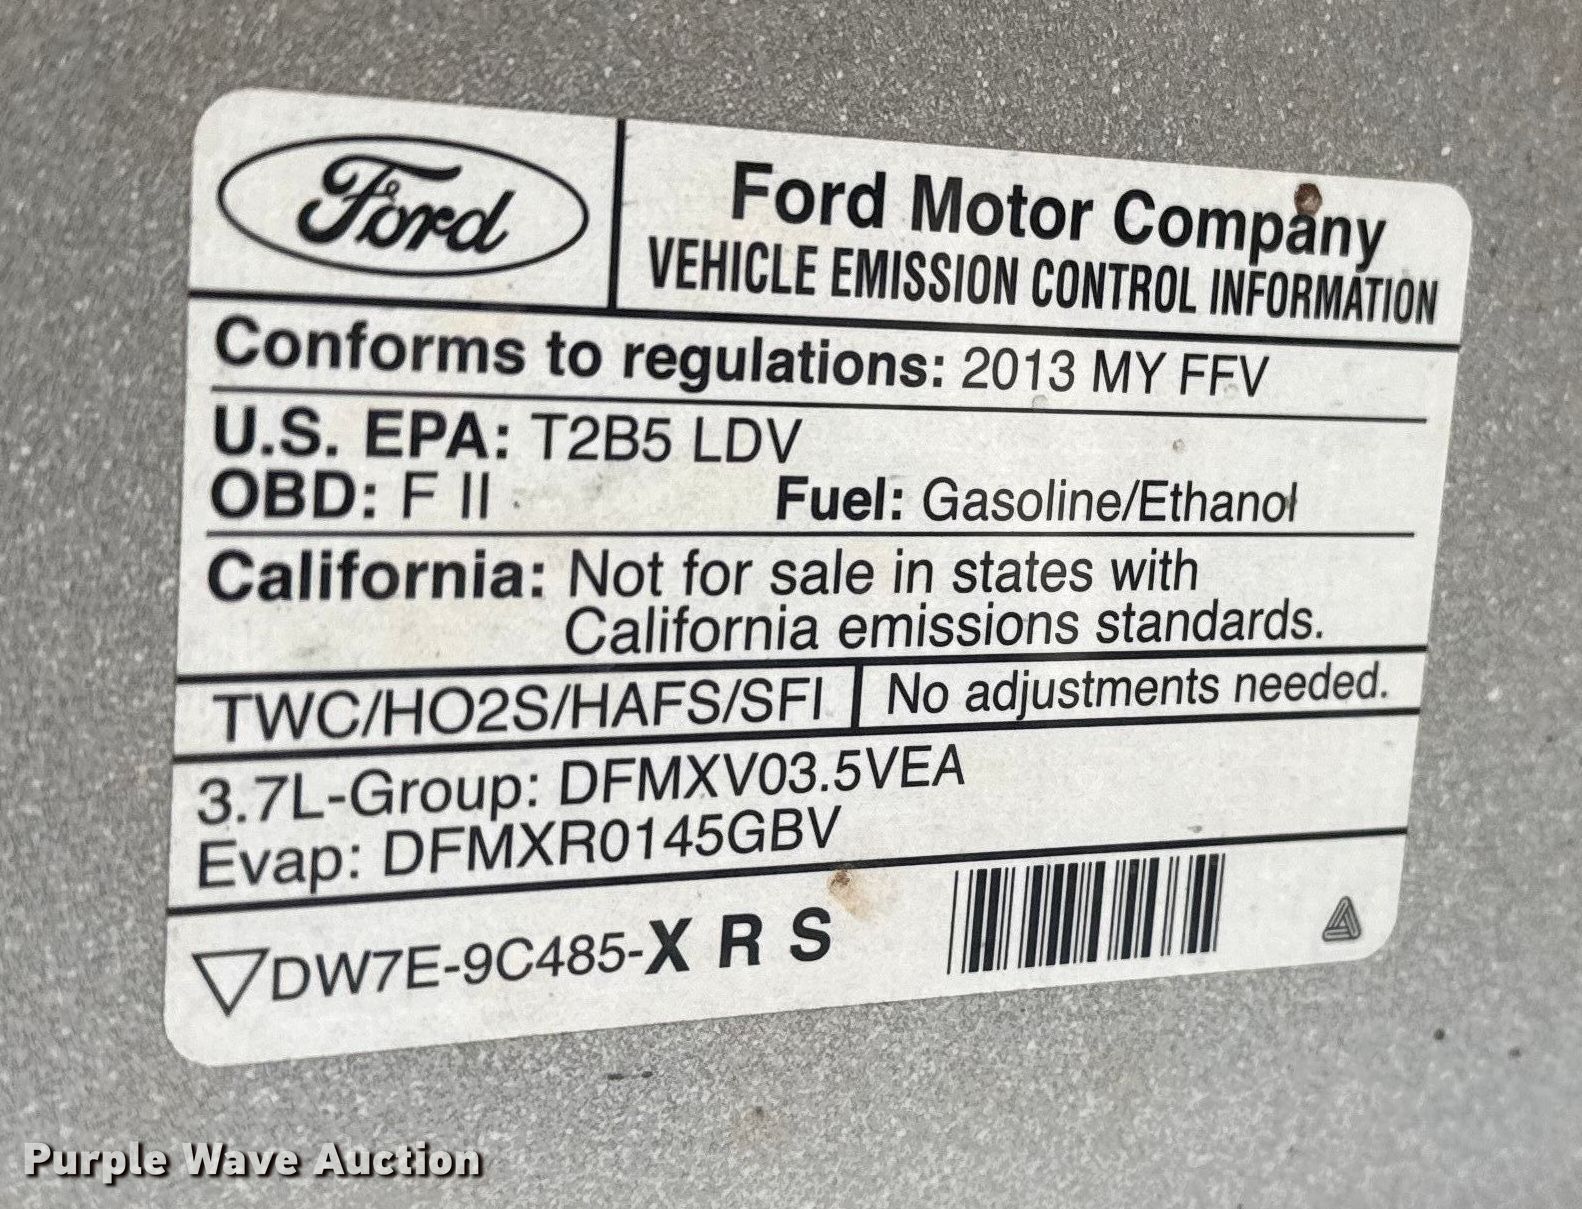 Ford
Ford Motor Company
VEHICLE EMISSION CONTROL INFORMATION
Conforms to regulations: 2013 MY FFV
U.S. EPA: T2B5 LDV
OBD: F II Fuel: Gasoline/Ethanol
California: Not for sale in states with
California emissions standards.
TWC/HO2S/HAFS/SFI No adjustments needed.
3.7L-Group: DFMXV03.5VEA
Evap: DFMXR0145GBV
DW7E-9C485-X R S
Purple Wave Auction